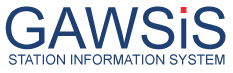 GAWSiS
STATION INFORMATION SYSTEM